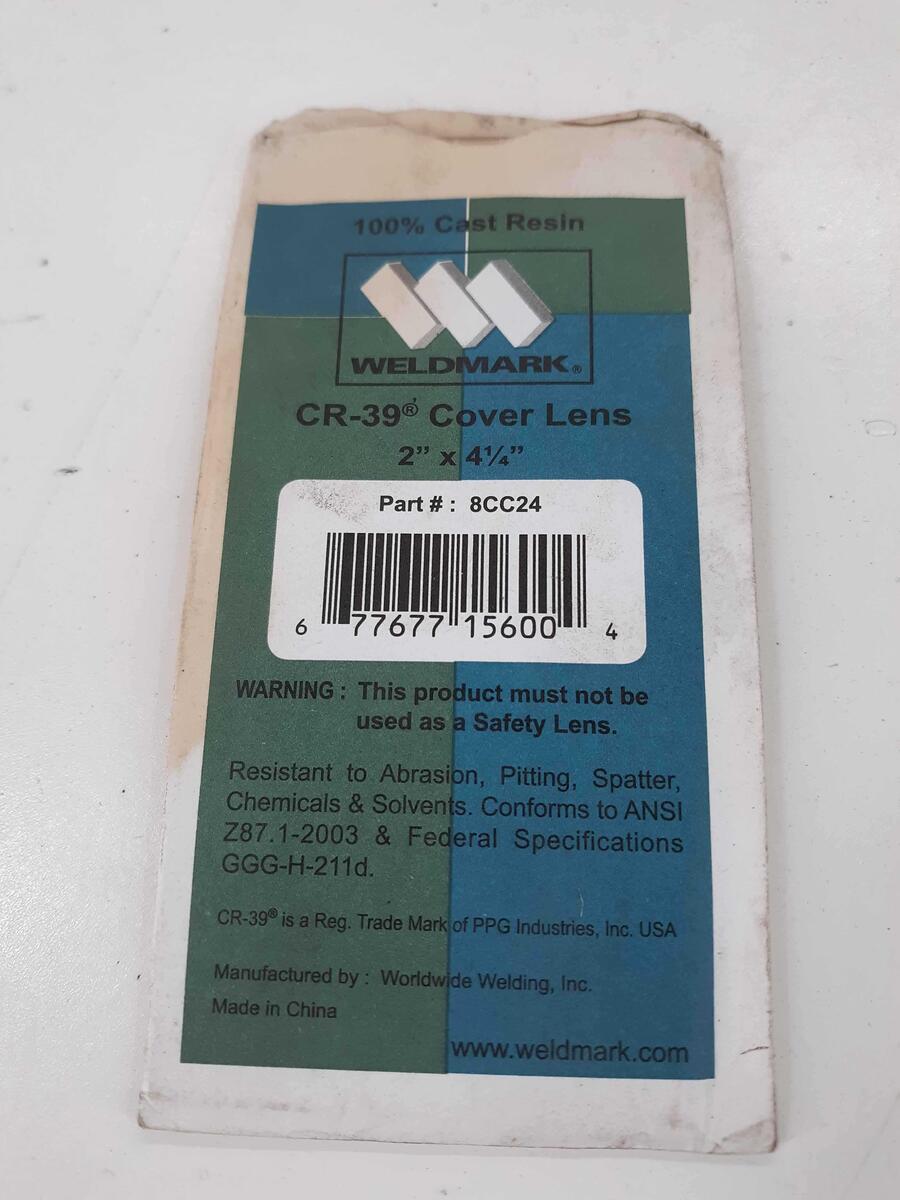 100% Cast Resin
WELDMARK®
CR-39® Cover Lens
2” x 4¼”
Part # : 8CC24
6 77677 15600 4
WARNING : This product must not be
used as a Safety Lens.
Resistant to Abrasion, Pitting, Spatter,
Chemicals & Solvents. Conforms to ANSI
Z87.1-2003 & Federal Specifications
GGG-H-211d.
CR-39® is a Reg. Trade Mark of PPG Industries, Inc. USA
Manufactured by : Worldwide Welding, Inc.
Made in China
www.weldmark.com